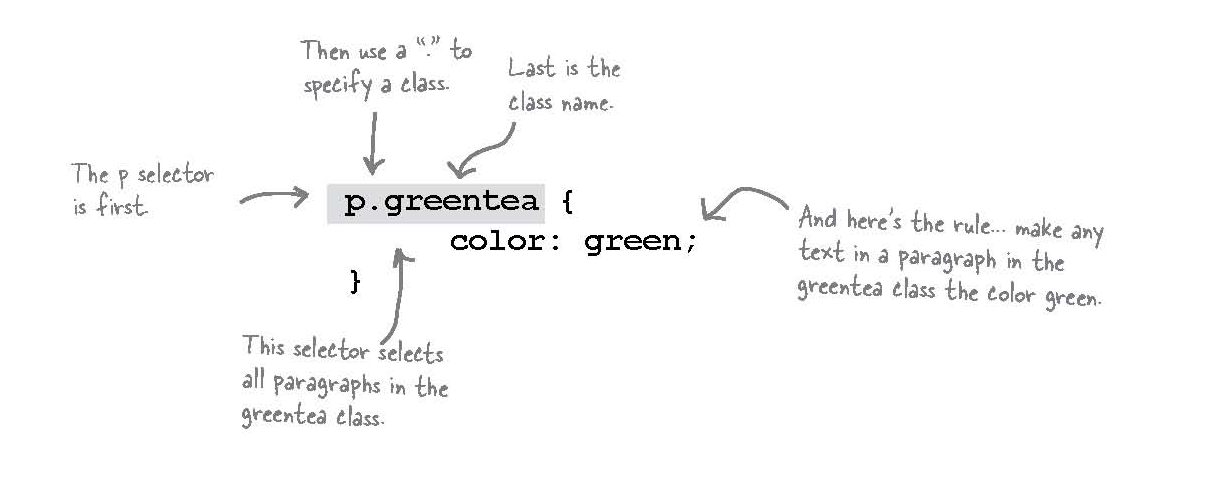 Then use a “.” to
specify a class.
Last is the
class name.
The p selector
is first.
p.greentea {
color: green;
}
And here's the rule... make any
text in a paragraph in the
greentea class the color green.
This selector selects
all paragraphs in the
greentea class.